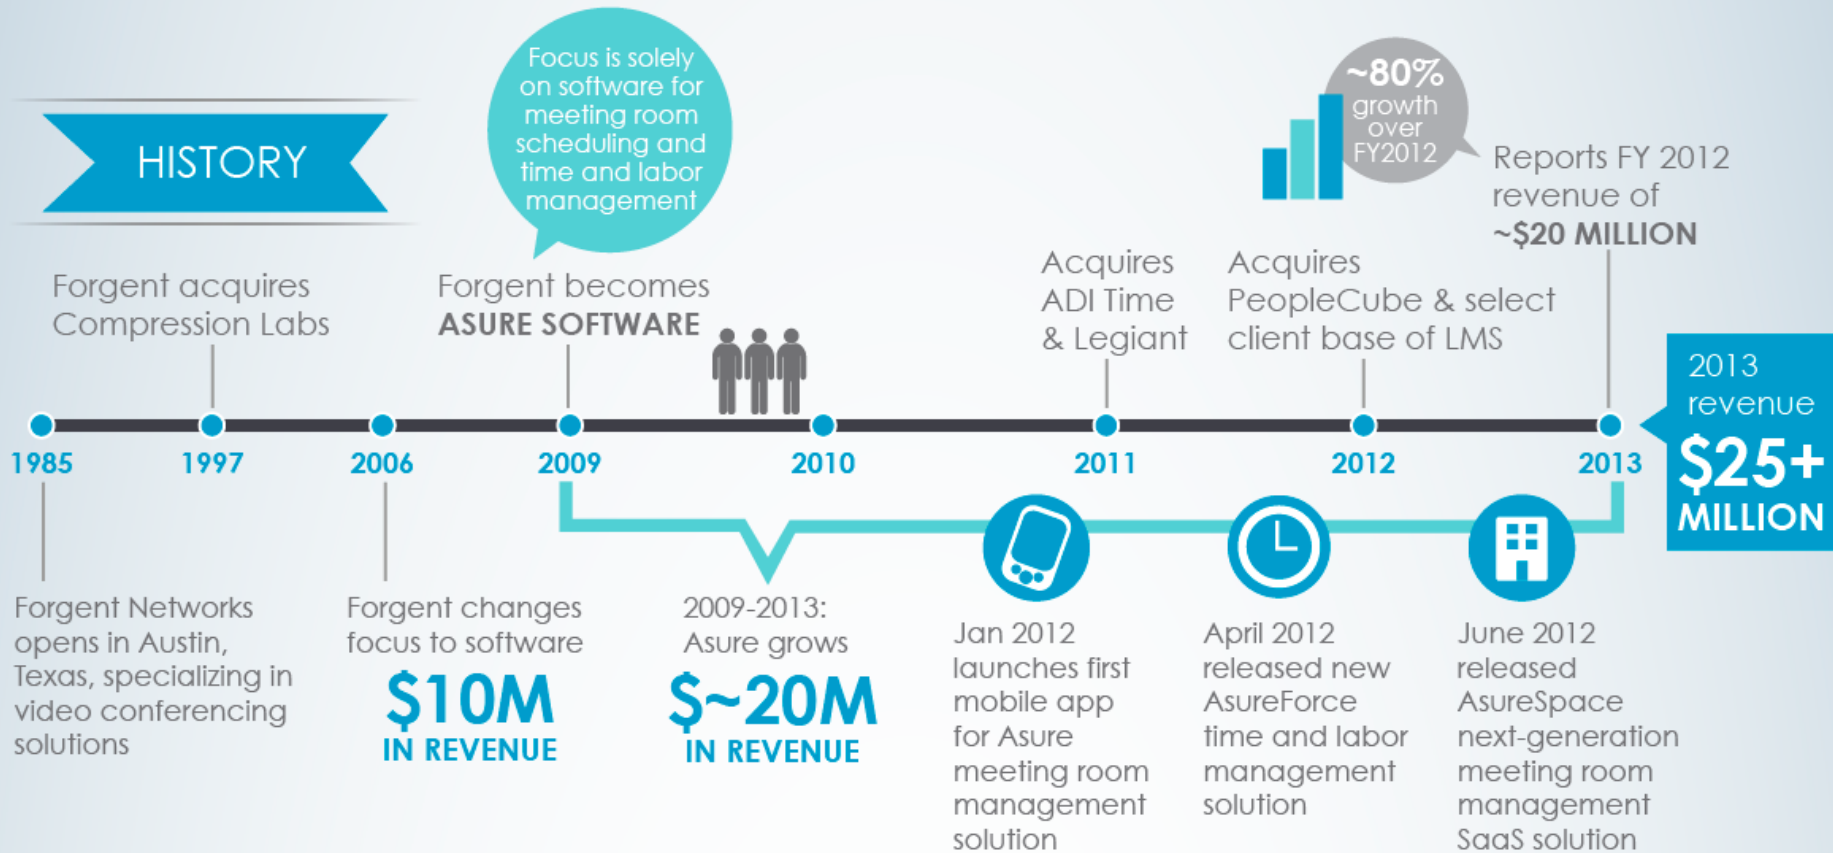 HISTORY
Focus is solely
on software for
meeting room
scheduling and
time and labor
management
~80%
growth
over
FY2012
Reports FY 2012
revenue of
~$20 MILLION
Forgent acquires
Compression Labs
Forgent becomes
ASURE SOFTWARE
Acquires
ADI Time
& Legiant
Acquires
PeopleCube & select
client base of LMS
2013
revenue
$25+
MILLION
1985
1997
2006
2009
2010
2011
2012
2013
Forgent Networks
opens in Austin,
Texas, specializing in
video conferencing
solutions
Forgent changes
focus to software
$10M
IN REVENUE
2009-2013:
Asure grows
$~20M
IN REVENUE
Jan 2012
launches first
mobile app
for Asure
meeting room
management
solution
April 2012
released new
AsureForce
time and labor
management
solution
June 2012
released
AsureSpace
next-generation
meeting room
management
SaaS solution